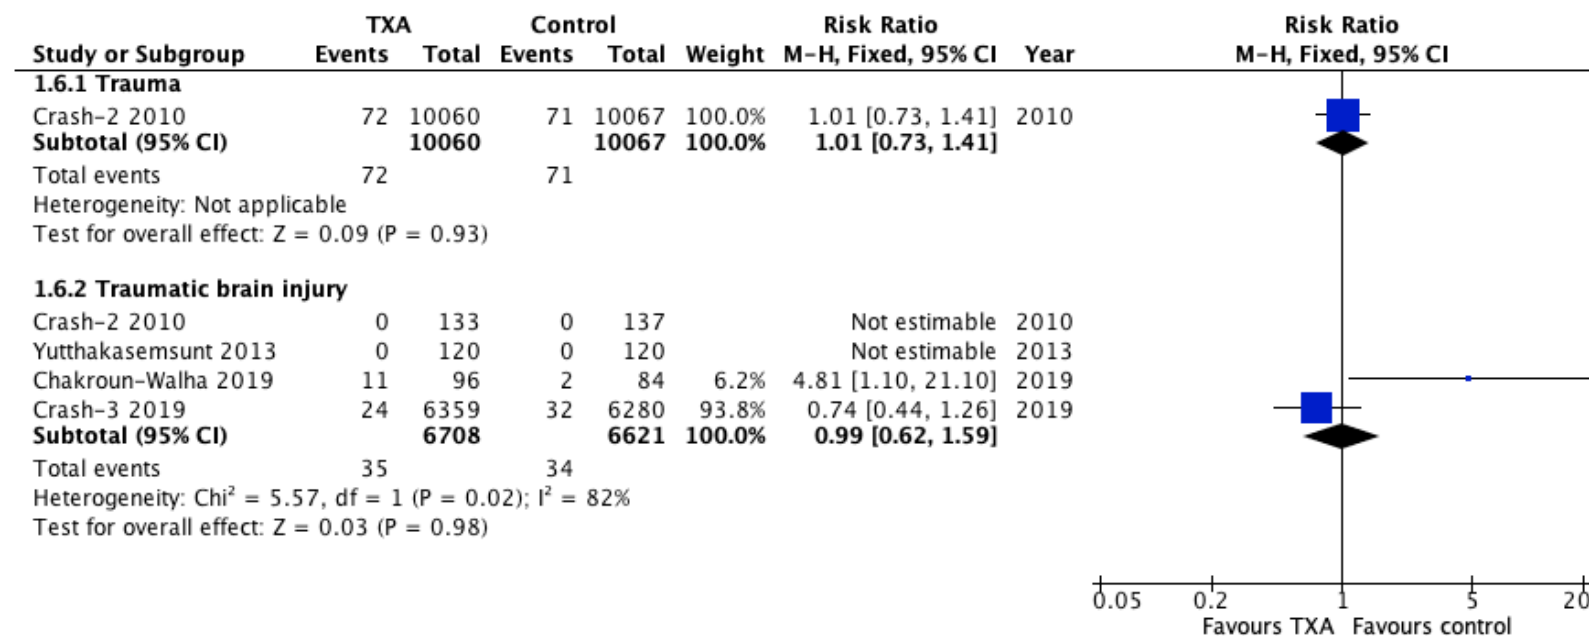 TXA Control Risk Ratio Risk Ratio
Study or Subgroup Events Total Events Total Weight M-H, Fixed, 95% CI Year M-H, Fixed, 95% CI
1.6.1 Trauma
Crash-2 2010 72 10060 71 10067 100.0% 1.01 [0.73, 1.41] 2010
Subtotal (95% CI) 10060 10067 100.0% 1.01 [0.73, 1.41]
Total events 72 71
Heterogeneity: Not applicable
Test for overall effect: Z = 0.09 (P = 0.93)
1.6.2 Traumatic brain injury
Crash-2 2010 0 133 0 137 Not estimable 2010
Yutthakasemsunt 2013 0 120 0 120 Not estimable 2013
Chakroun-Walha 2019 11 96 2 84 6.2% 4.81 [1.10, 21.10] 2019
Crash-3 2019 24 6359 32 6280 93.8% 0.74 [0.44, 1.26] 2019
Subtotal (95% CI) 6708 6621 100.0% 0.99 [0.62, 1.59]
Total events 35 34
Heterogeneity: Chi² = 5.57, df = 1 (P = 0.02); I² = 82%
Test for overall effect: Z = 0.03 (P = 0.98)
0.05 0.2 1 5 20
Favours TXA Favours control